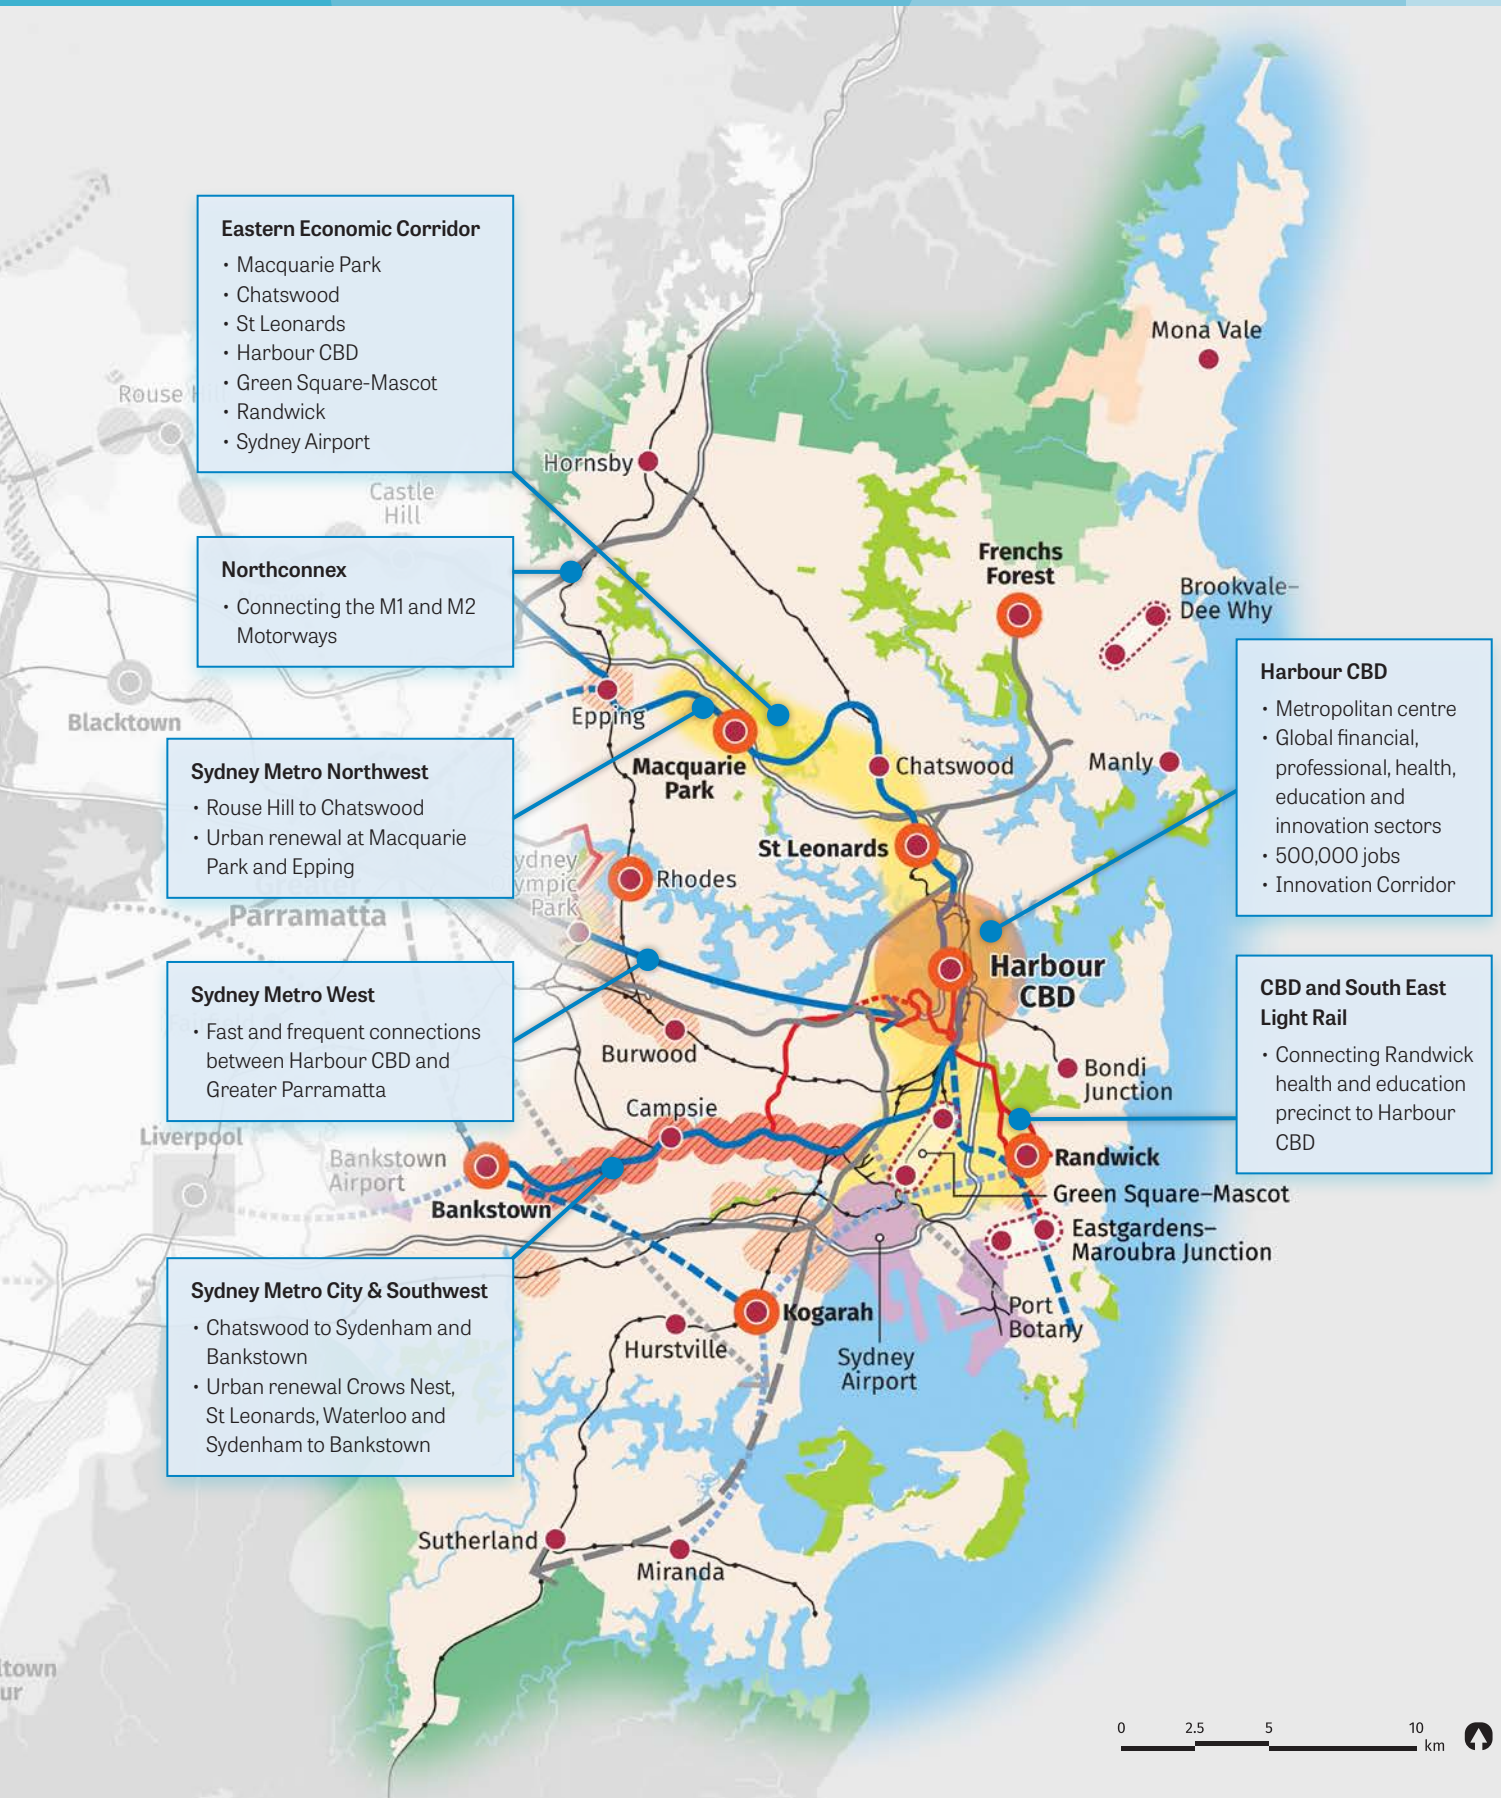 Eastern Economic Corridor
• Macquarie Park
• Chatswood
• St Leonards
• Harbour CBD
• Green Square-Mascot
• Randwick
• Sydney Airport
Mona Vale
Rouse
Hornsby
Castle
Hill
Northconnex
• Connecting the M1 and M2
Motorways
Frenchs
Forest
Brookvale–
Dee Why
Harbour CBD
• Metropolitan centre
• Global financial,
professional, health,
education and
innovation sectors
• 500,000 jobs
• Innovation Corridor
Blacktown
Epping
Macquarie
Park
Chatswood
Manly
Sydney Metro Northwest
• Rouse Hill to Chatswood
• Urban renewal at Macquarie
Park and Epping
St Leonards
Rhodes
ydney
ympic
Park
Greater
Parramatta
Harbour
CBD
Sydney Metro West
• Fast and frequent connections
between Harbour CBD and
Greater Parramatta
CBD and South East
Light Rail
• Connecting Randwick
health and education
precinct to Harbour
CBD
Burwood
Bondi
Junction
Campsie
Liverpool
Bankstown
Airport
Bankstown
Randwick
Green Square–Mascot
Eastgardens–
Maroubra Junction
Sydney Metro City & Southwest
• Chatswood to Sydenham and
Bankstown
• Urban renewal Crows Nest,
St Leonards, Waterloo and
Sydenham to Bankstown
Kogarah
Hurstville
Port
Botany
Sydney
Airport
Sutherland
Miranda
ltown
ur
0 2.5 5 10
km